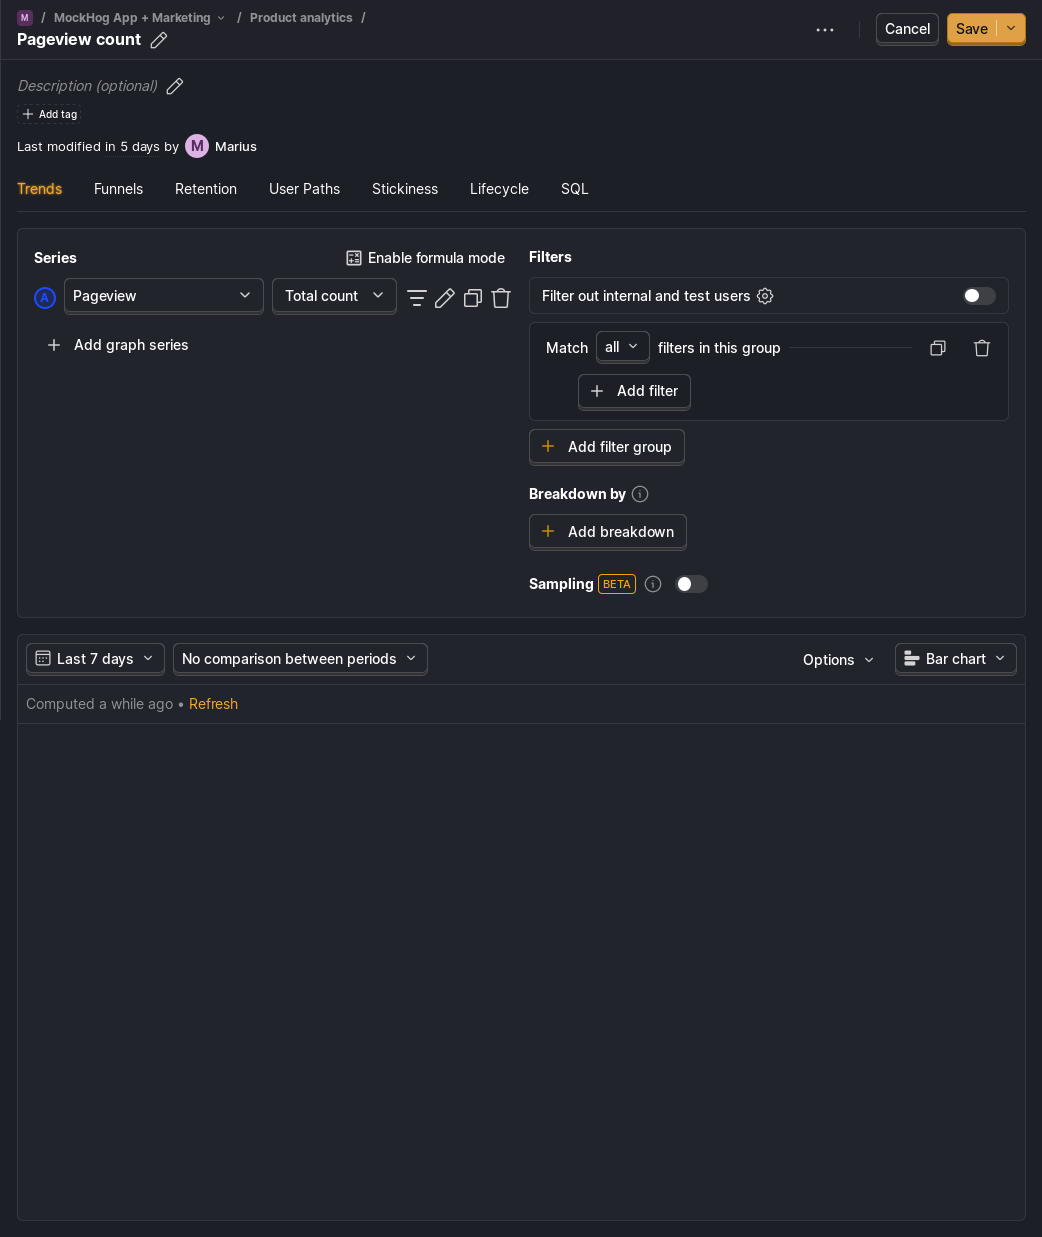 M / MockHog App + Marketing / Product analytics /
Pageview count
Cancel
Save
Description (optional)
Add tag
Last modified in 5 days by M Marius
Trends Funnels Retention User Paths Stickiness Lifecycle SQL
Series
Enable formula mode
A Pageview Total count
Add graph series
Filters
Filter out internal and test users
Match all filters in this group
Add filter
Add filter group
Breakdown by
Add breakdown
Sampling BETA
Last 7 days No comparison between periods Options Bar chart
Computed a while ago • Refresh